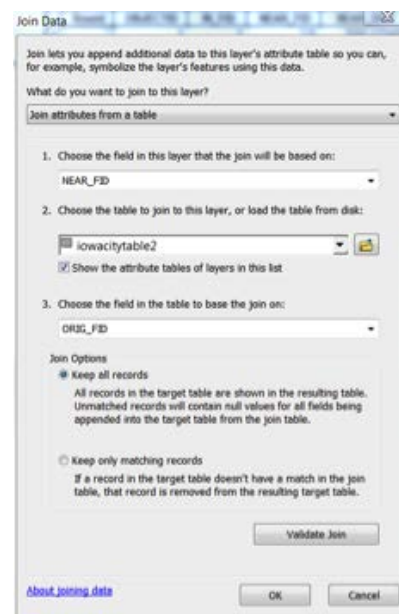 Join Data
Join lets you append additional data to this layer's attribute table so you can,
for example, symbolize the layer's features using this data.
What do you want to join to this layer?
Join attributes from a table
1. Choose the field in this layer that the join will be based on:
NEAR_FID
2. Choose the table to join to this layer, or load the table from disk:
iowacitytable2
Show the attribute tables of layers in this list
3. Choose the field in the table to base the join on:
ORIG_FID
Join Options
Keep all records
All records in the target table are shown in the resulting table.
Unmatched records will contain null values for all fields being
appended into the target table from the join table.
Keep only matching records
If a record in the target table doesn't have a match in the join
table, that record is removed from the resulting target table.
Validate Join
About joining data
OK
Cancel